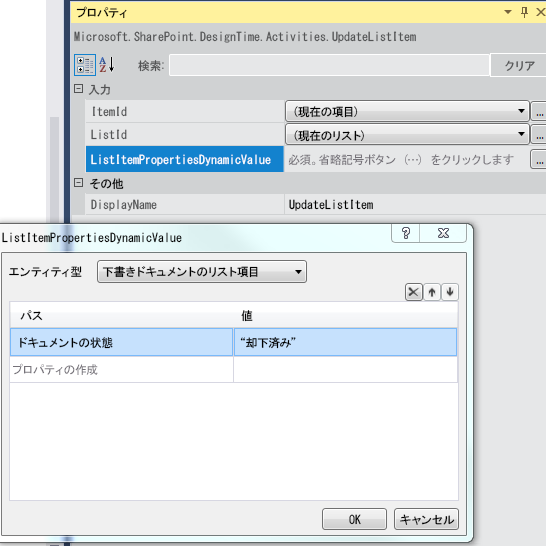 プロパティ
Microsoft.SharePoint.DesignTime.Activities.UpdateListItem
検索: クリア
入力
ItemId (現在の項目) ...
ListId (現在のリスト) ...
ListItemPropertiesDynamicValue 必須。省略記号ボタン (…) をクリックします ...
その他
DisplayName UpdateListItem
ListItemPropertiesDynamicValue
エンティティ型 下書きドキュメントのリスト項目
パス 値
ドキュメントの状態 “却下済み”
プロパティの作成
OK キャンセル